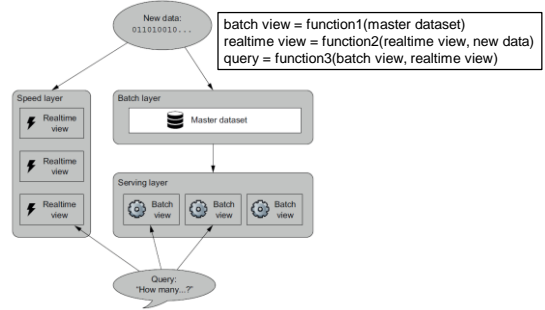 New data:
011010010...
batch view = function1(master dataset)
realtime view = function2(realtime view, new data)
query = function3(batch view, realtime view)
Speed layer
Realtime
view
Realtime
view
Realtime
view
Batch layer
Master dataset
Serving layer
Batch
view
Batch
view
Batch
view
Query:
"How many...?"